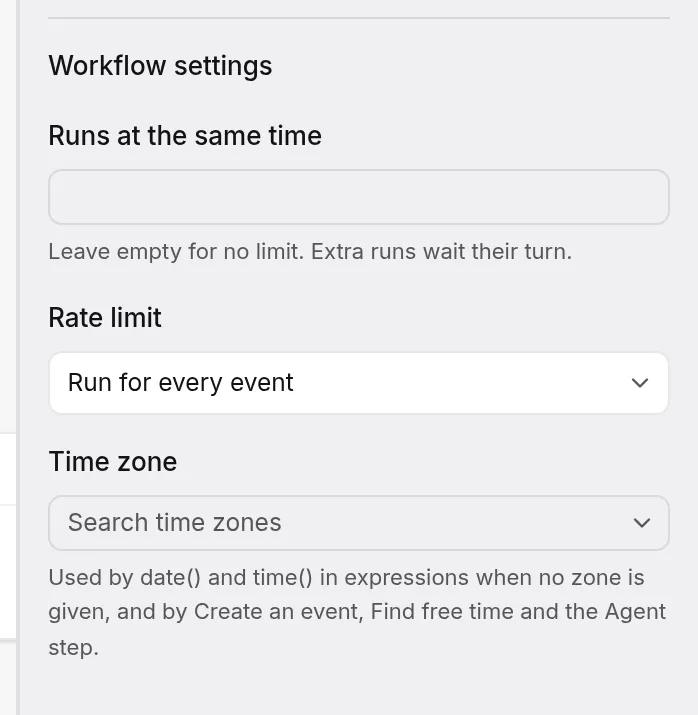 Workflow settings
Runs at the same time
Leave empty for no limit. Extra runs wait their turn.
Rate limit
Run for every event
Time zone
Search time zones
Used by date() and time() in expressions when no zone is
given, and by Create an event, Find free time and the Agent
step.